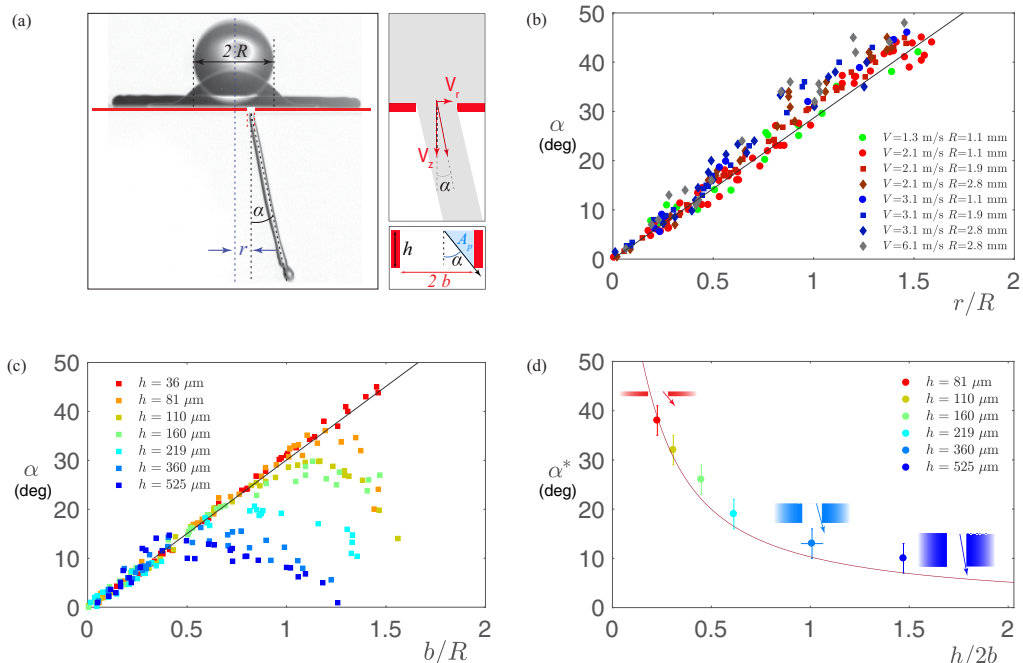 (a)
2 R
α
r
V_r
V_z
α
h
A_p
α
2 b
(b)
50
40
30
20
10
0
α
(deg)
V=1.3 m/s R=1.1 mm
V=2.1 m/s R=1.1 mm
V=2.1 m/s R=1.9 mm
V=2.1 m/s R=2.8 mm
V=3.1 m/s R=1.1 mm
V=3.1 m/s R=1.9 mm
V=3.1 m/s R=2.8 mm
V=6.1 m/s R=2.8 mm
0 0.5 1 1.5 2
r/R
(c)
50
40
30
20
10
0
α
(deg)
h = 36 μm
h = 81 μm
h = 110 μm
h = 160 μm
h = 219 μm
h = 360 μm
h = 525 μm
0 0.5 1 1.5 2
b/R
(d)
50
40
30
20
10
0
α*
(deg)
h = 81 μm
h = 110 μm
h = 160 μm
h = 219 μm
h = 360 μm
h = 525 μm
0 0.5 1 1.5 2
h/2b